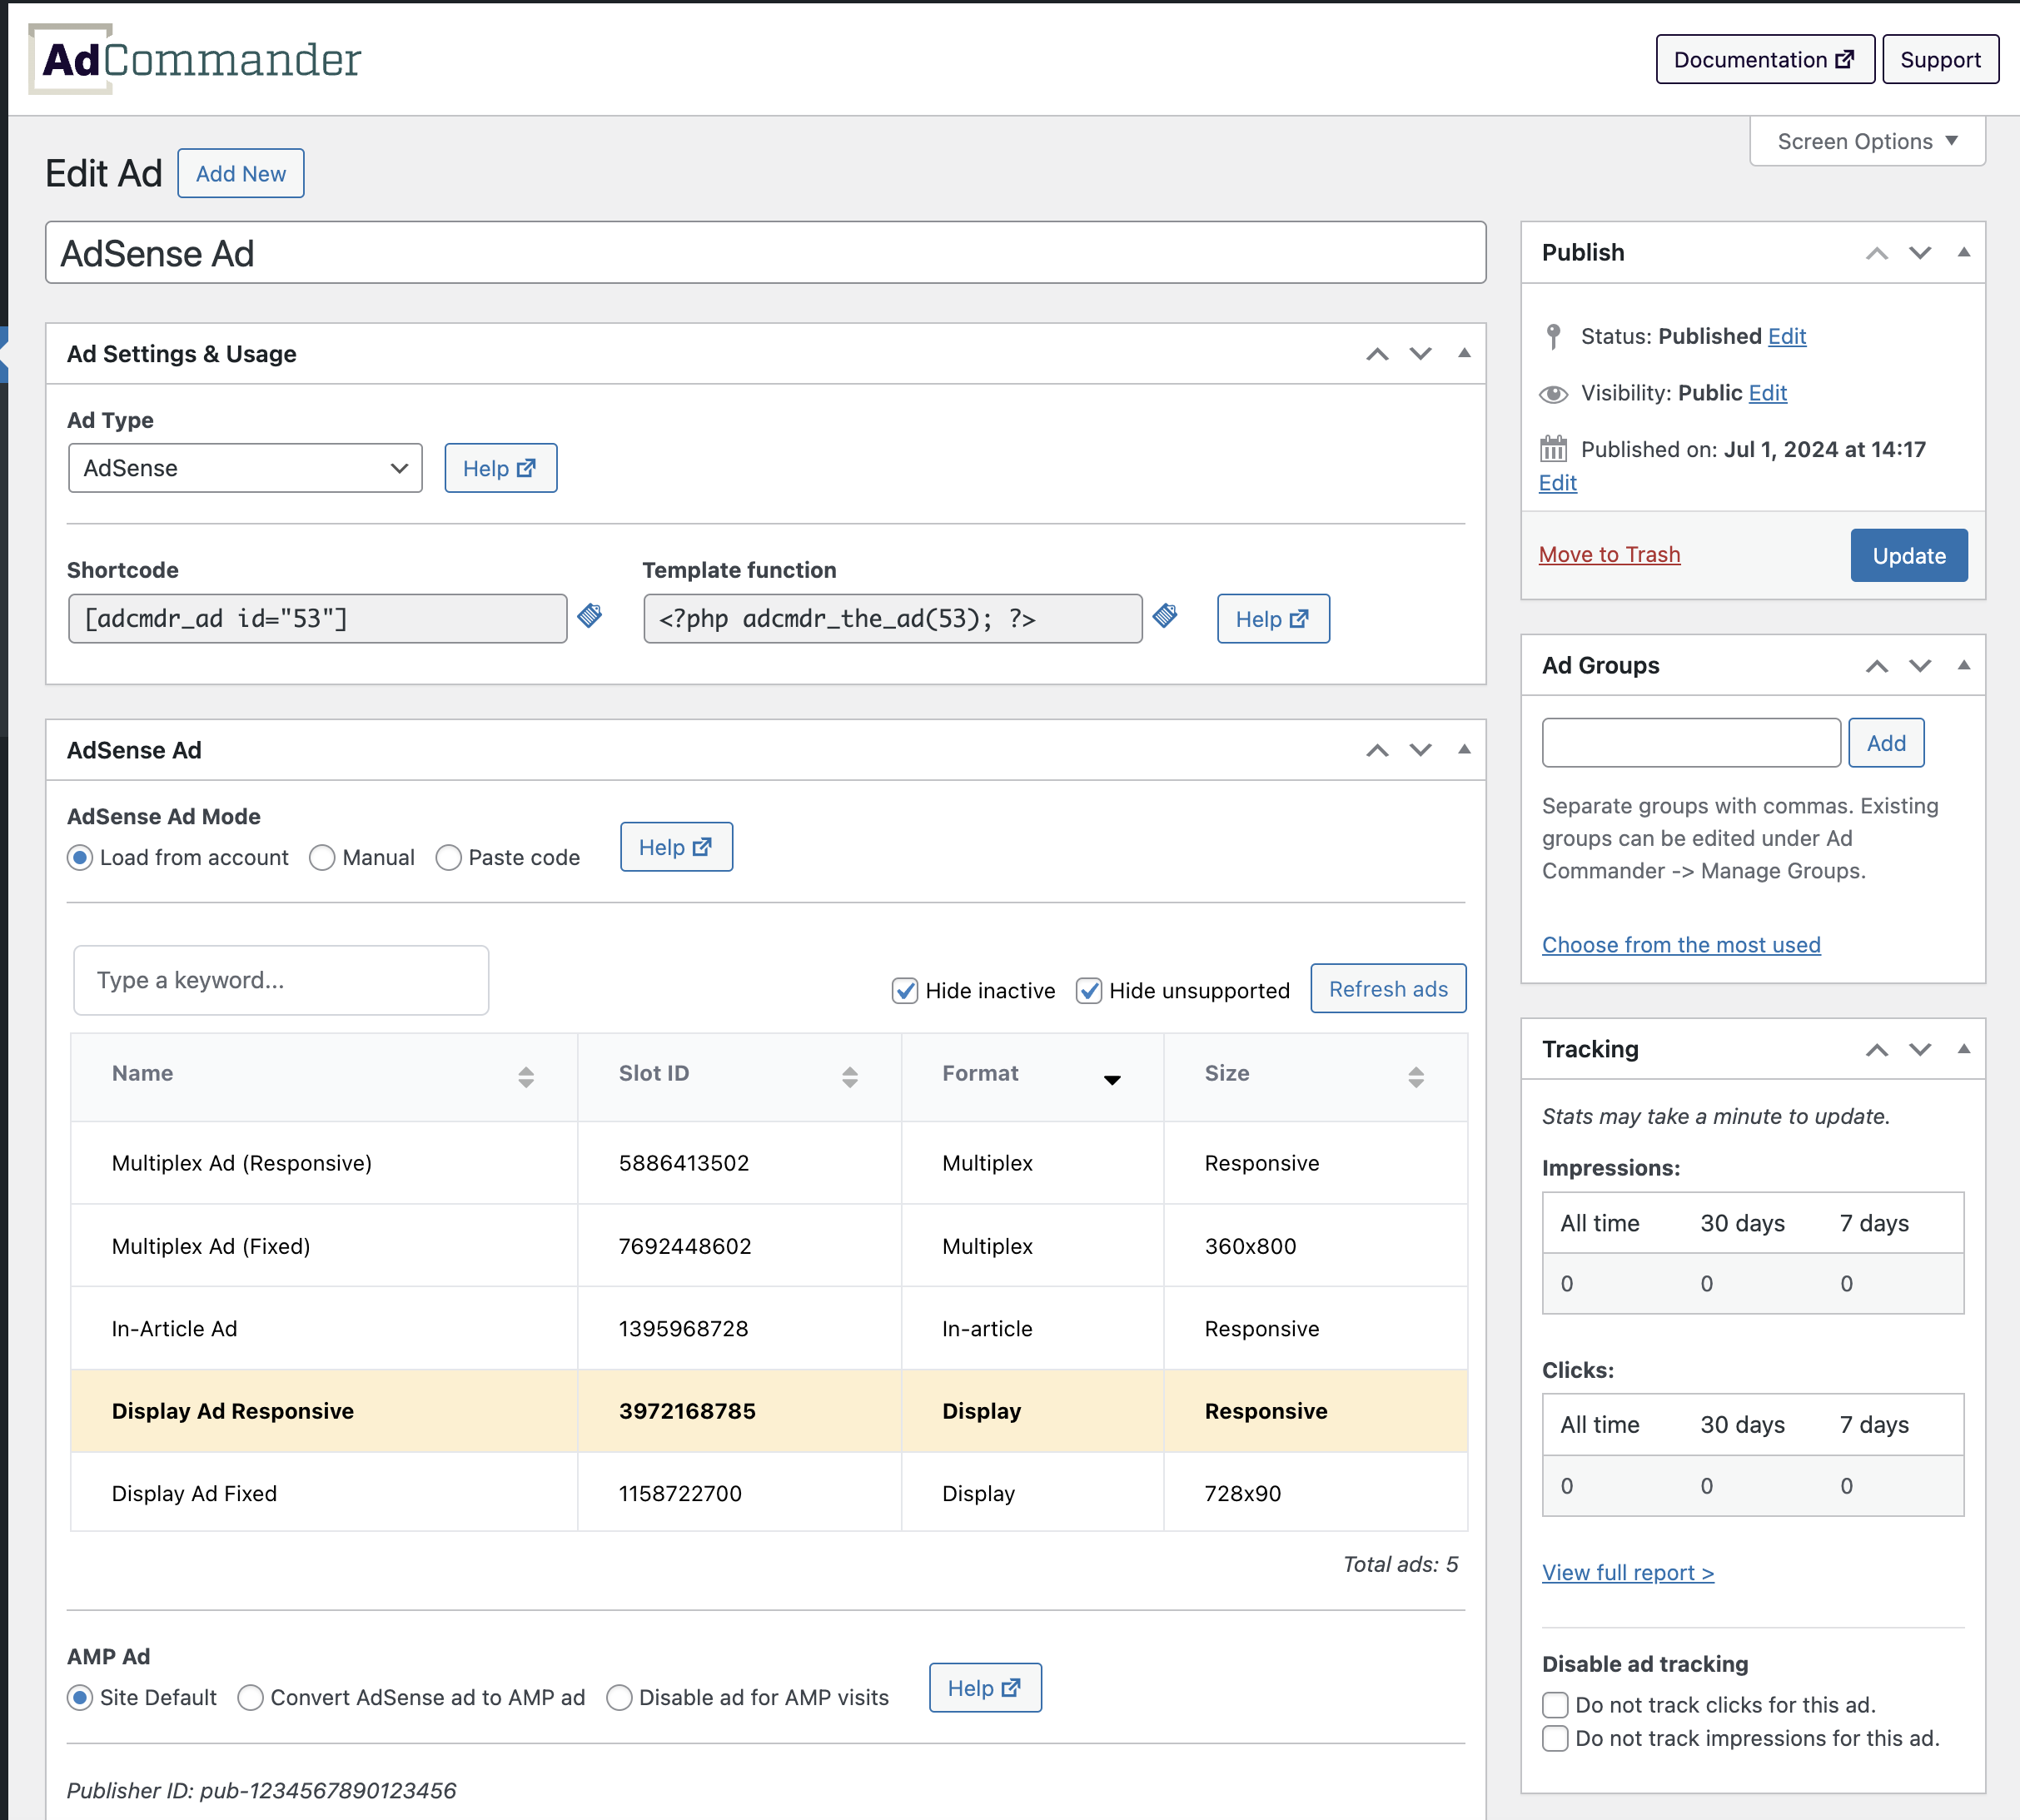 AdCommander
Documentation
Support
Screen Options
Edit Ad
Add New
AdSense Ad
Ad Settings & Usage
Ad Type
AdSense
Help
Shortcode
Template function
[adcmdr_ad id="53"]
<?php adcmdr_the_ad(53); ?>
Help
AdSense Ad
AdSense Ad Mode
Load from account
Manual
Paste code
Help
Type a keyword...
Hide inactive
Hide unsupported
Refresh ads
Name Slot ID Format Size
Multiplex Ad (Responsive) 5886413502 Multiplex Responsive
Multiplex Ad (Fixed) 7692448602 Multiplex 360x800
In-Article Ad 1395968728 In-article Responsive
Display Ad Responsive 3972168785 Display Responsive
Display Ad Fixed 1158722700 Display 728x90
Total ads: 5
AMP Ad
Site Default
Convert AdSense ad to AMP ad
Disable ad for AMP visits
Help
Publisher ID: pub-1234567890123456
Publish
Status: Published Edit
Visibility: Public Edit
Published on: Jul 1, 2024 at 14:17
Edit
Move to Trash
Update
Ad Groups
Add
Separate groups with commas. Existing
groups can be edited under Ad
Commander -> Manage Groups.
Choose from the most used
Tracking
Stats may take a minute to update.
Impressions:
All time 30 days 7 days
0 0 0
Clicks:
All time 30 days 7 days
0 0 0
View full report >
Disable ad tracking
Do not track clicks for this ad.
Do not track impressions for this ad.